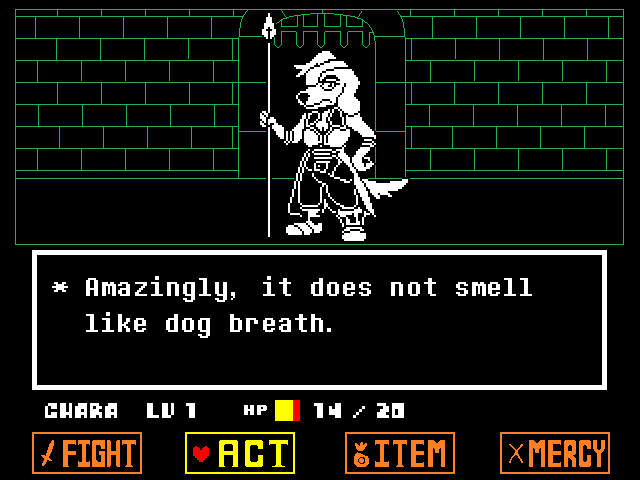 * Amazingly, it does not smell
like dog breath.
CHARA LV 1 HP 14 / 20
FIGHT ACT ITEM MERCY